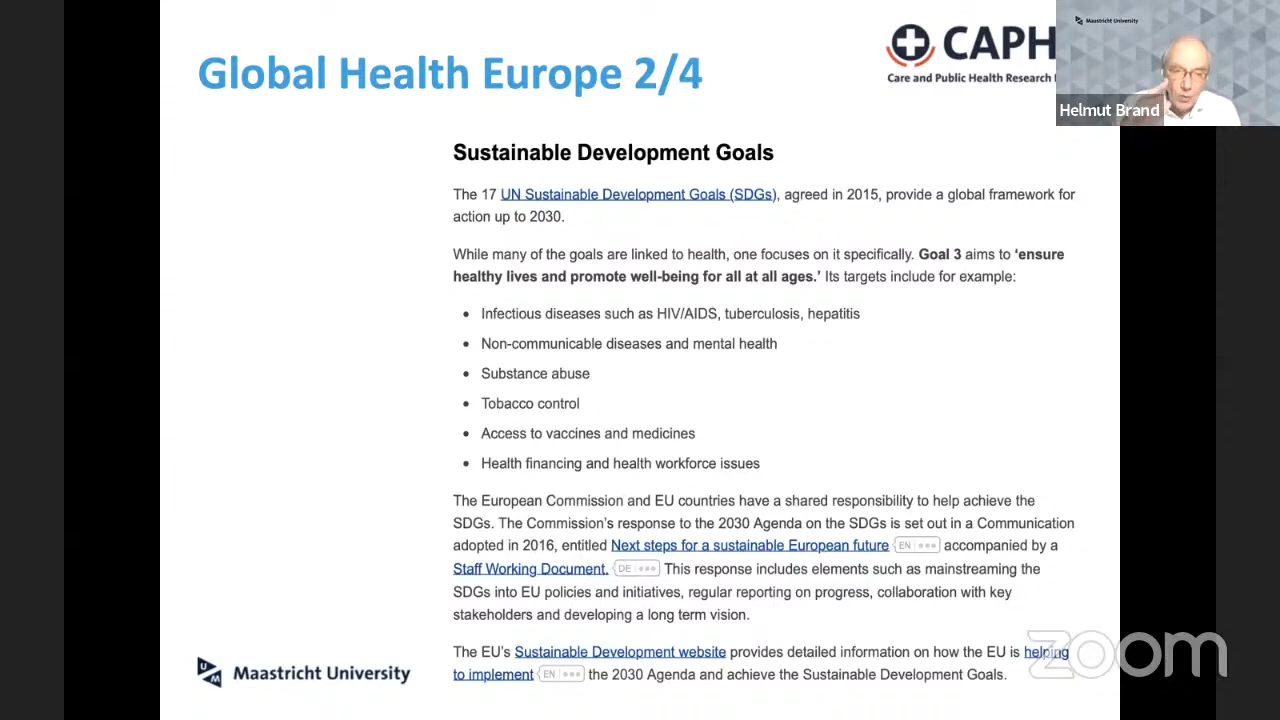 Global Health Europe 2/4
CAPH
Care and Public Health Research
Maastricht University
Helmut Brand
Sustainable Development Goals
The 17 UN Sustainable Development Goals (SDGs), agreed in 2015, provide a global framework for
action up to 2030.
While many of the goals are linked to health, one focuses on it specifically. Goal 3 aims to ‘ensure
healthy lives and promote well-being for all at all ages.’ Its targets include for example:
• Infectious diseases such as HIV/AIDS, tuberculosis, hepatitis
• Non-communicable diseases and mental health
• Substance abuse
• Tobacco control
• Access to vaccines and medicines
• Health financing and health workforce issues
The European Commission and EU countries have a shared responsibility to help achieve the
SDGs. The Commission’s response to the 2030 Agenda on the SDGs is set out in a Communication
adopted in 2016, entitled Next steps for a sustainable European future EN ••• accompanied by a
Staff Working Document. DE ••• This response includes elements such as mainstreaming the
SDGs into EU policies and initiatives, regular reporting on progress, collaboration with key
stakeholders and developing a long term vision.
The EU’s Sustainable Development website provides detailed information on how the EU is helping
to implement EN ••• the 2030 Agenda and achieve the Sustainable Development Goals.
UM Maastricht University
zoom